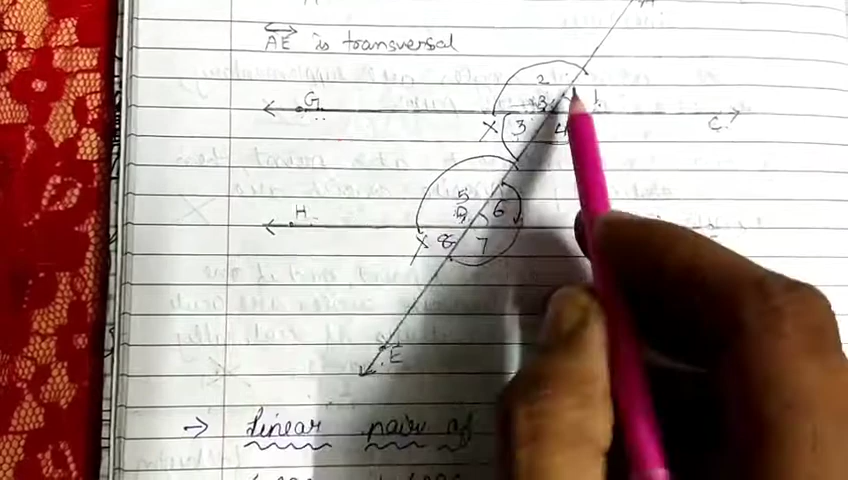 AE is transversal
2
G B 1
X 3 4 C
5
H D 6
X 8 7
E
→ Linear pair of